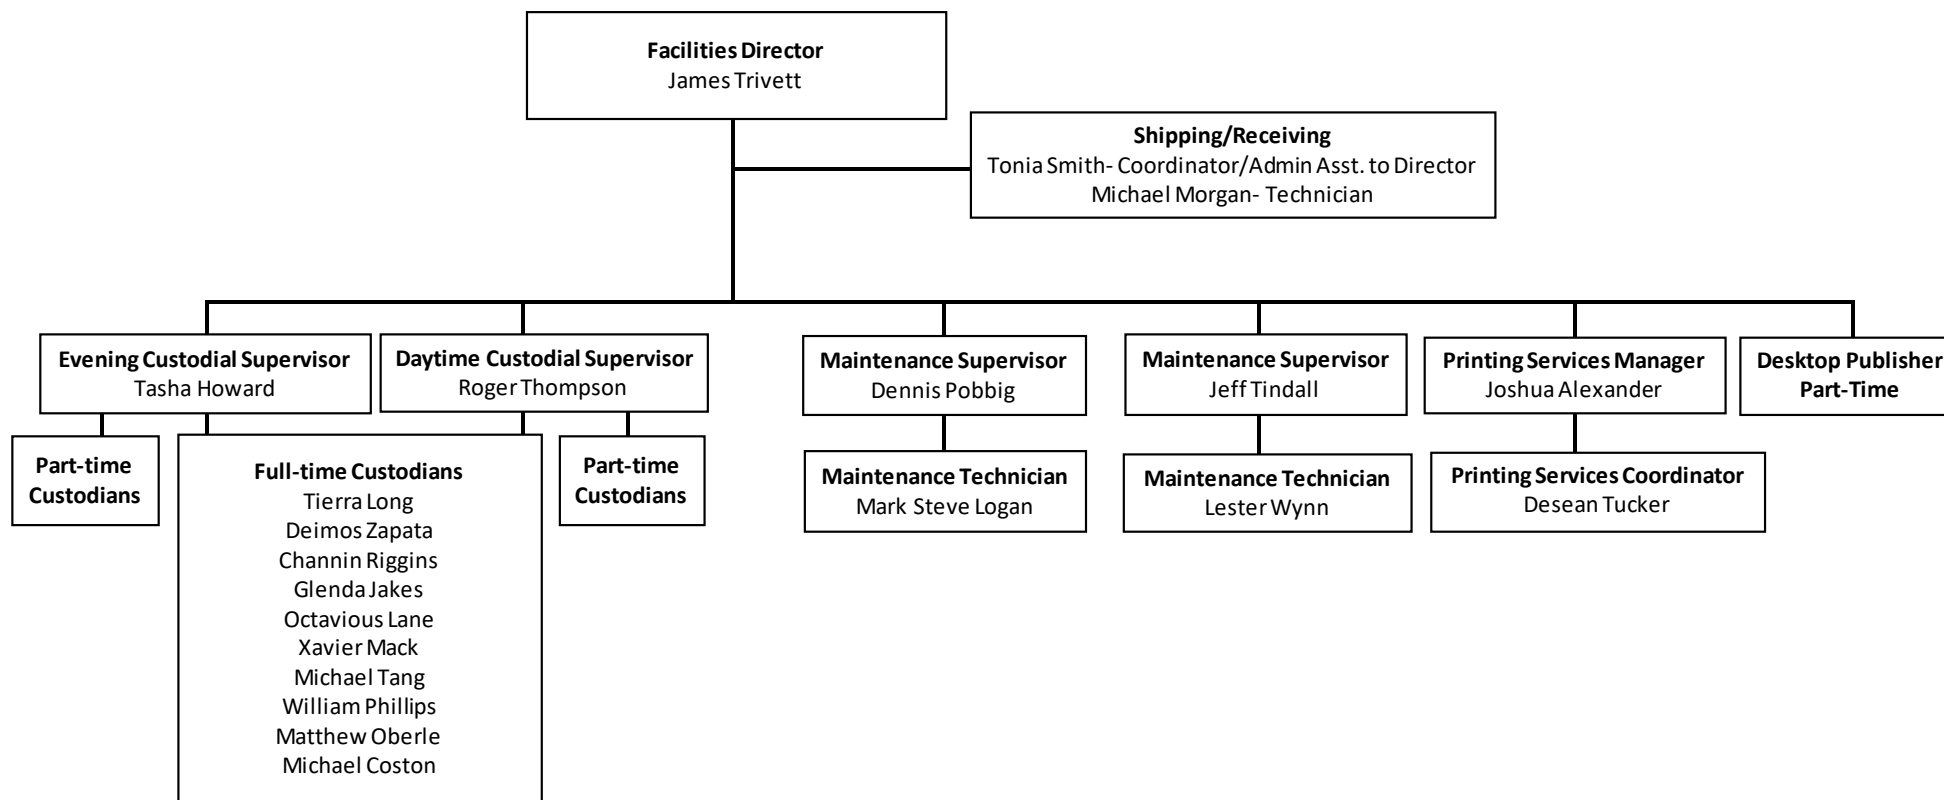 Facilities Director
James Trivett
Shipping/Receiving
Tonia Smith- Coordinator/Admin Asst. to Director
Michael Morgan- Technician
Evening Custodial Supervisor
Tasha Howard
Daytime Custodial Supervisor
Roger Thompson
Maintenance Supervisor
Dennis Pobbig
Maintenance Supervisor
Jeff Tindall
Printing Services Manager
Joshua Alexander
Desktop Publisher
Part-Time
Part-time
Custodians
Full-time Custodians
Tierra Long
Deimos Zapata
Channin Riggins
Glenda Jakes
Octavious Lane
Xavier Mack
Michael Tang
William Phillips
Matthew Oberle
Michael Coston
Part-time
Custodians
Maintenance Technician
Mark Steve Logan
Maintenance Technician
Lester Wynn
Printing Services Coordinator
Desean Tucker